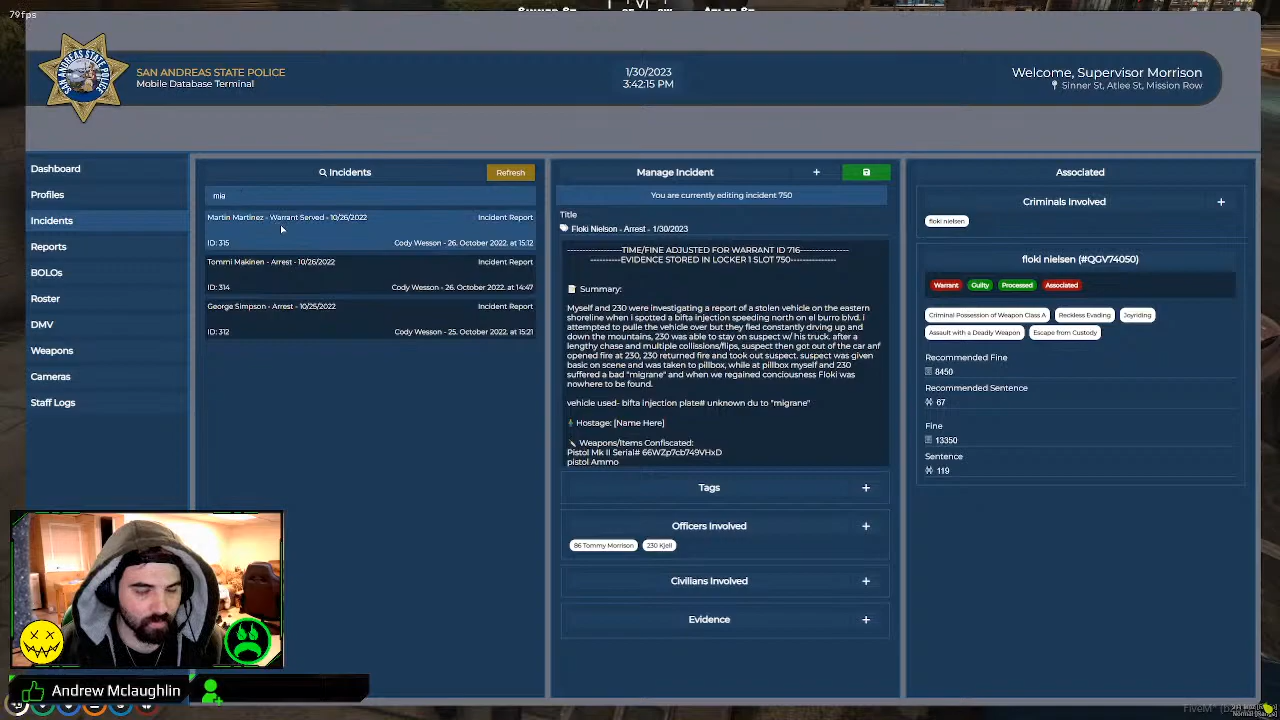 79fps
SAN ANDREAS STATE POLICE
Mobile Database Terminal
1/30/2023
3:42:15 PM
Welcome, Supervisor Morrison
Sinner St, Atlee St, Mission Row
Dashboard
Profiles
Incidents
Reports
BOLOs
Roster
DMV
Weapons
Cameras
Staff Logs
Incidents
Refresh
mia
Martin Martinez - Warrant Served - 10/26/2022
Incident Report
ID: 315
Cody Wesson - 26. October 2022. at 15:12
Tommi Makinen - Arrest - 10/26/2022
Incident Report
ID: 314
Cody Wesson - 26. October 2022. at 14:47
George Simpson - Arrest - 10/25/2022
Incident Report
ID: 312
Cody Wesson - 25. October 2022. at 15:21
Manage Incident
You are currently editing incident 750
Title
Floki Nielson - Arrest - 1/30/2023
-----------------TIME/FINE ADJUSTED FOR WARRANT ID 716--------------
----------EVIDENCE STORED IN LOCKER 1 SLOT 750--------------
Summary:
Myself and 230 were investigating a report of a stolen vehicle on the eastern
shoreline when i spotted a bifta injection speeding north on el burro blvd. i
attempted to pulle the vehicle over but they fled constantly driving up and
down the mountains, 230 was able to stay on suspect w/ his truck. after a
lengthy chase and multiple collisions/flips, suspect then got out of the car anf
opened fire at 230, 230 returned fire and took out suspect. suspect was given
basic on scene and was taken to pillbox, while at pillbox myself and 230
suffered a bad "migrane" and when we regained conciousness Floki was
nowhere to be found.
vehicle used- bifta injection plate# unknown du to "migrane"
Hostage: [Name Here]
Weapons/Items Confiscated:
Pistol Mk II Serial# 66WZp7cb749VHxD
pistol Ammo
Tags
Officers Involved
86 Tommy Morrison
230 Kjell
Civilians Involved
Evidence
Associated
Criminals Involved
floki nielsen
floki nielsen (#QGV74050)
Warrant
Guilty
Processed
Associated
Criminal Possession of Weapon Class A
Reckless Evading
Joyriding
Assault with a Deadly Weapon
Escape from Custody
Recommended Fine
8450
Recommended Sentence
67
Fine
13350
Sentence
119
Andrew Mclaughlin